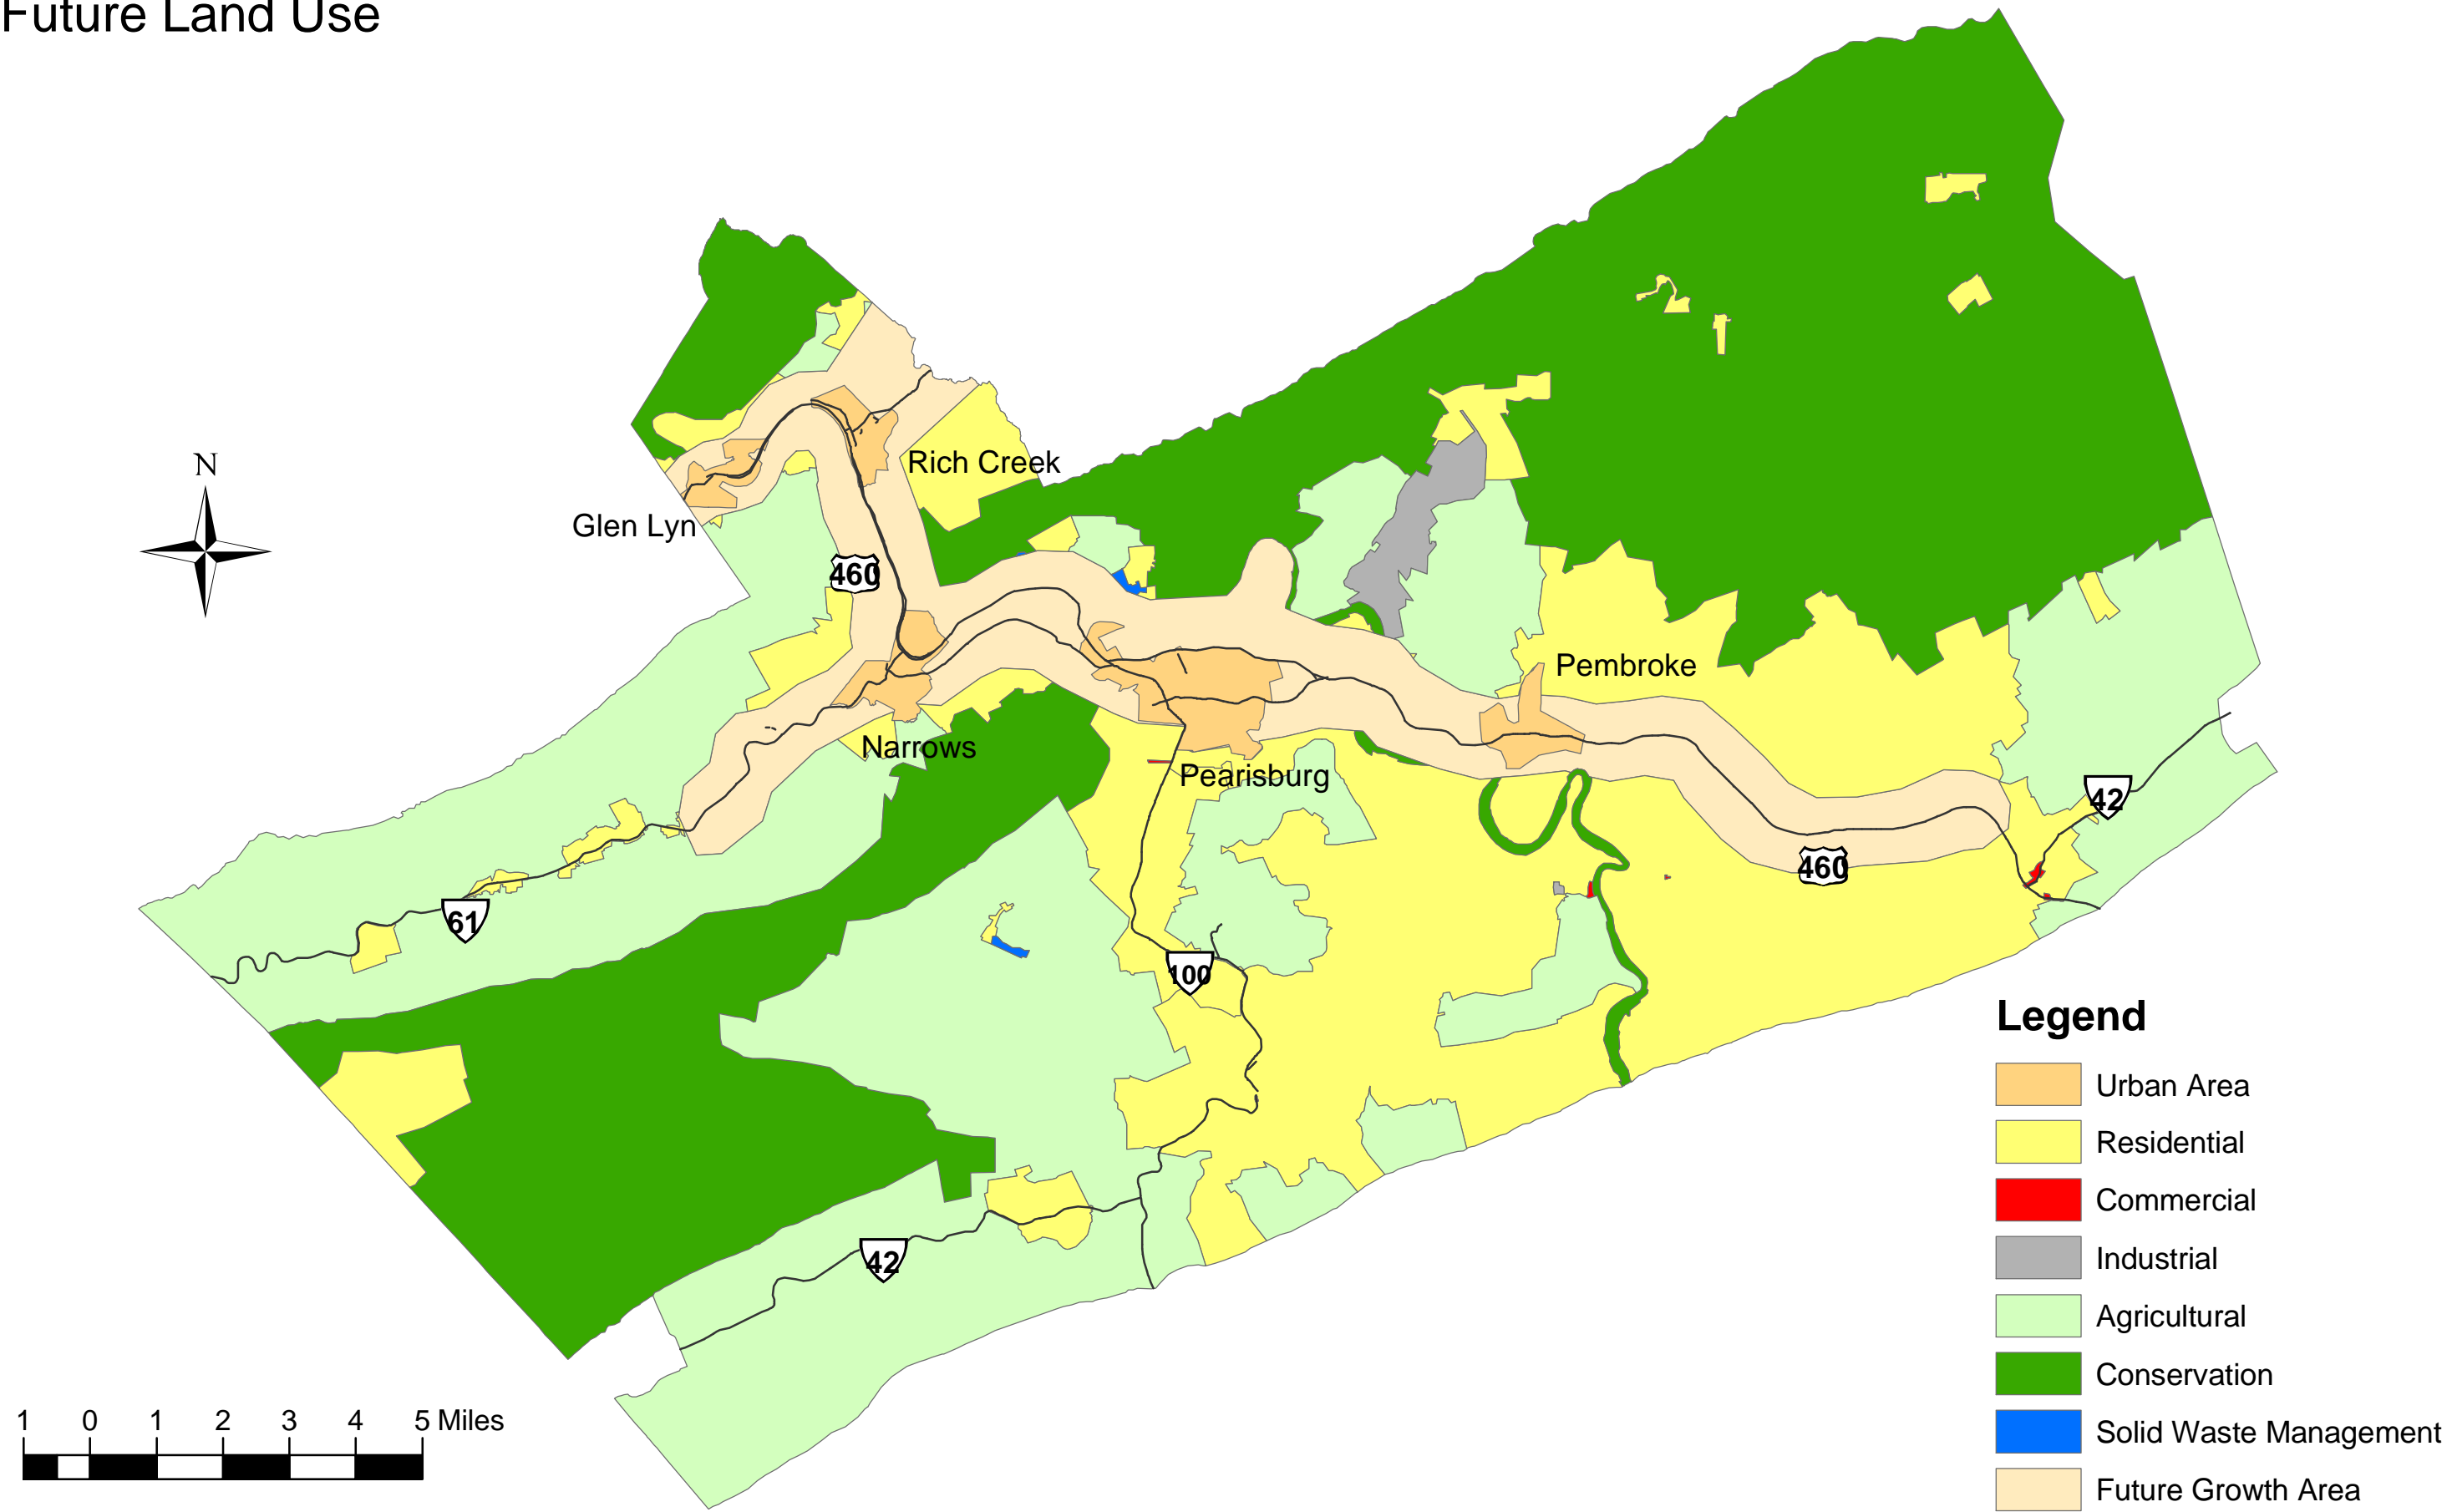 Future Land Use
N
Rich Creek
Glen Lyn
460
Pembroke
Narrows
Pearisburg
42
460
61
100
42
Legend
Urban Area
Residential
Commercial
Industrial
Agricultural
Conservation
Solid Waste Management
Future Growth Area
1 0 1 2 3 4 5 Miles